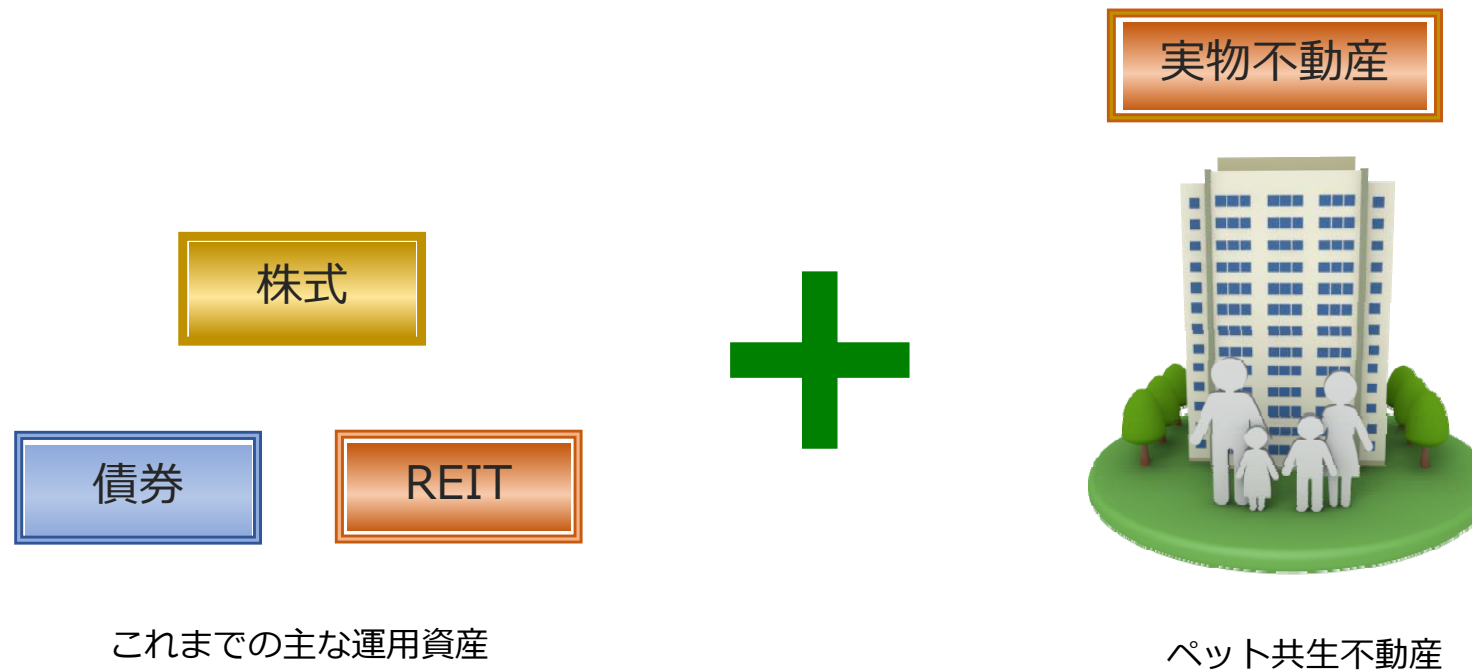 実物不動産
株式
債券
REIT
これまでの主な運用資産
ペット共生不動産